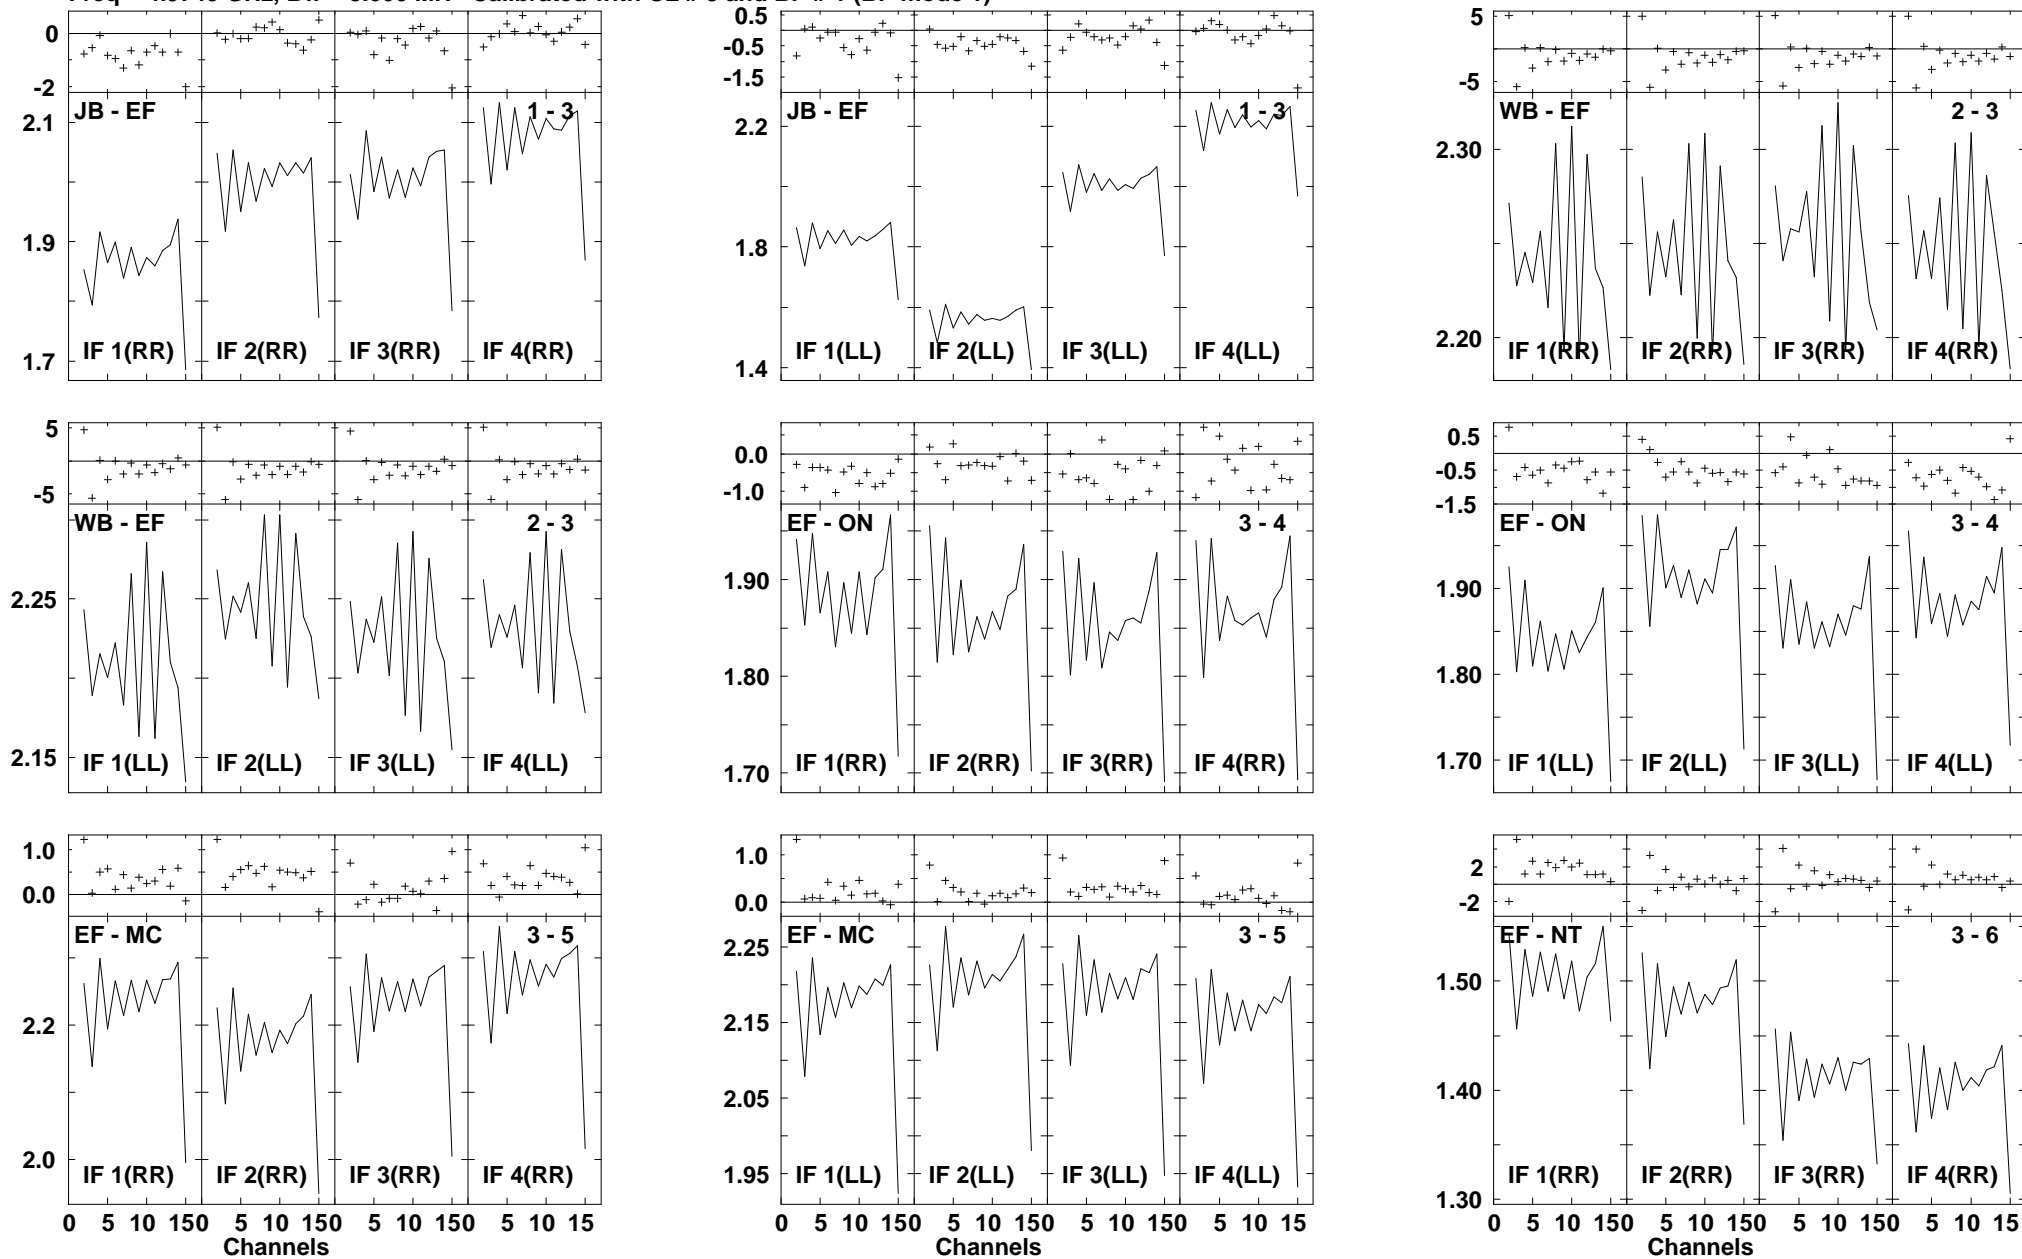 0
-2
JB - EF
1 - 3
2.1
1.9
1.7
IF 1(RR) IF 2(RR) IF 3(RR) IF 4(RR)
0.5
-0.5
-1.5
JB - EF
1 - 3
2.2
1.8
1.4
IF 1(LL) IF 2(LL) IF 3(LL) IF 4(LL)
5
-5
WB - EF
2 - 3
2.30
2.20
IF 1(RR) IF 2(RR) IF 3(RR) IF 4(RR)
5
-5
WB - EF
2 - 3
2.25
2.15
IF 1(LL) IF 2(LL) IF 3(LL) IF 4(LL)
0.0
-1.0
EF - ON
3 - 4
1.90
1.80
1.70
IF 1(RR) IF 2(RR) IF 3(RR) IF 4(RR)
0.5
-0.5
-1.5
EF - ON
3 - 4
1.90
1.80
1.70
IF 1(LL) IF 2(LL) IF 3(LL) IF 4(LL)
1.0
0.0
EF - MC
3 - 5
2.2
2.0
IF 1(RR) IF 2(RR) IF 3(RR) IF 4(RR)
0 5 10 150 5 10 150 5 10 150 5 10 15
Channels
1.0
0.0
EF - MC
3 - 5
2.25
2.15
2.05
1.95
IF 1(LL) IF 2(LL) IF 3(LL) IF 4(LL)
0 5 10 150 5 10 150 5 10 150 5 10 15
Channels
2
-2
EF - NT
3 - 6
1.50
1.40
1.30
IF 1(RR) IF 2(RR) IF 3(RR) IF 4(RR)
0 5 10 150 5 10 150 5 10 150 5 10 15
Channels